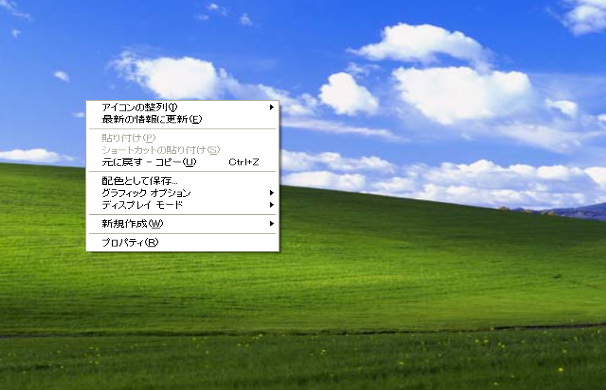 アイコンの整列(I)
最新の情報に更新(E)
貼り付け(P)
ショートカットの貼り付け(S)
元に戻す - コピー(U) Ctrl+Z
配色として保存...
グラフィック オプション
ディスプレイ モード
新規作成(W)
プロパティ(R)